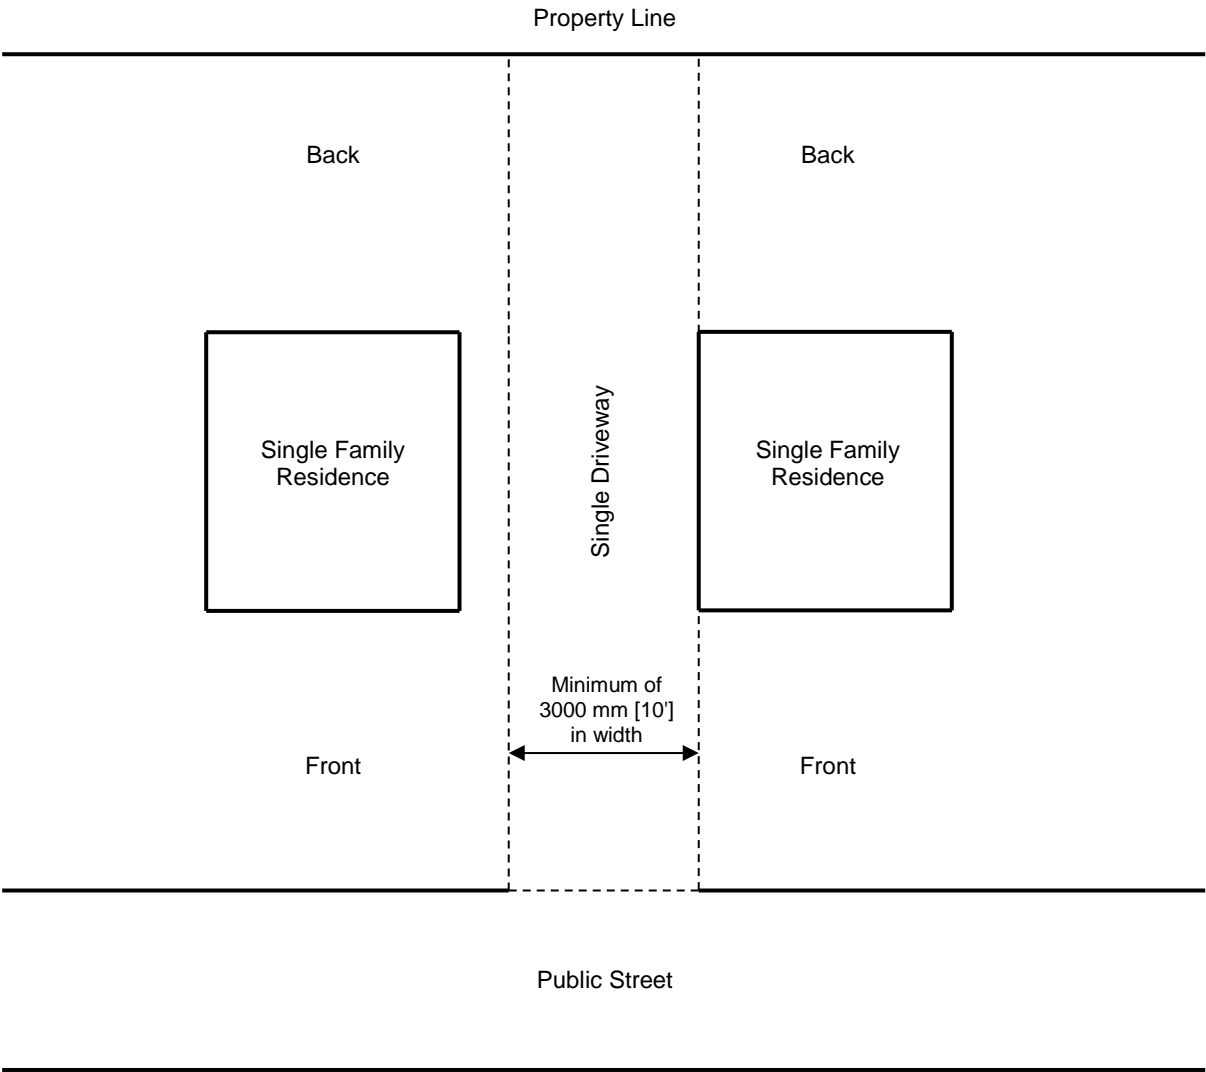 Property Line
Back
Back
Single Family
Residence
Single Driveway
Single Family
Residence
Minimum of
3000 mm [10']
in width
Front
Front
Public Street